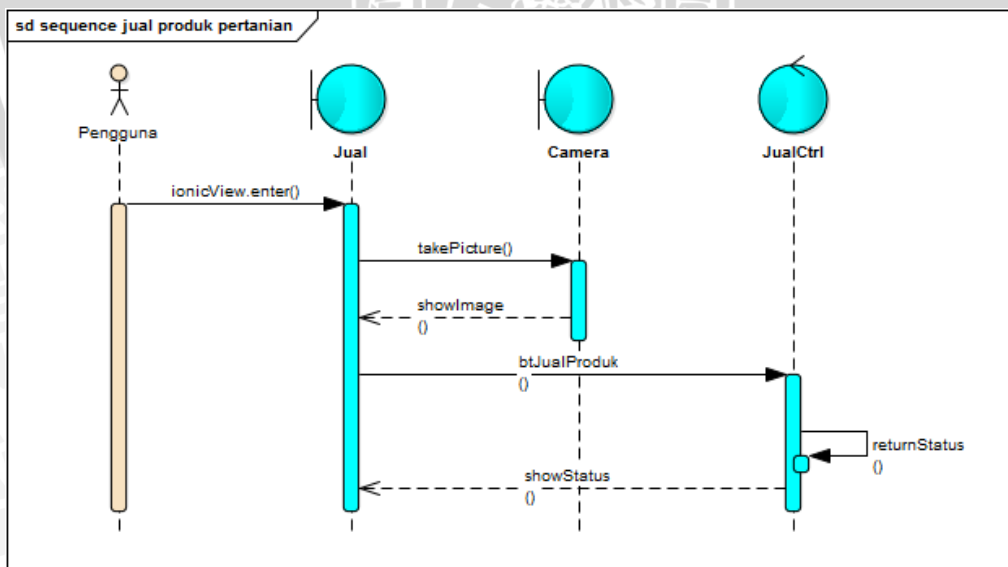 sd sequence jual produk pertanian
Pengguna
Jual
Camera
JualCtrl
ionicView.enter()
takePicture()
showImage
()
btJualProduk
()
returnStatus
()
showStatus
()